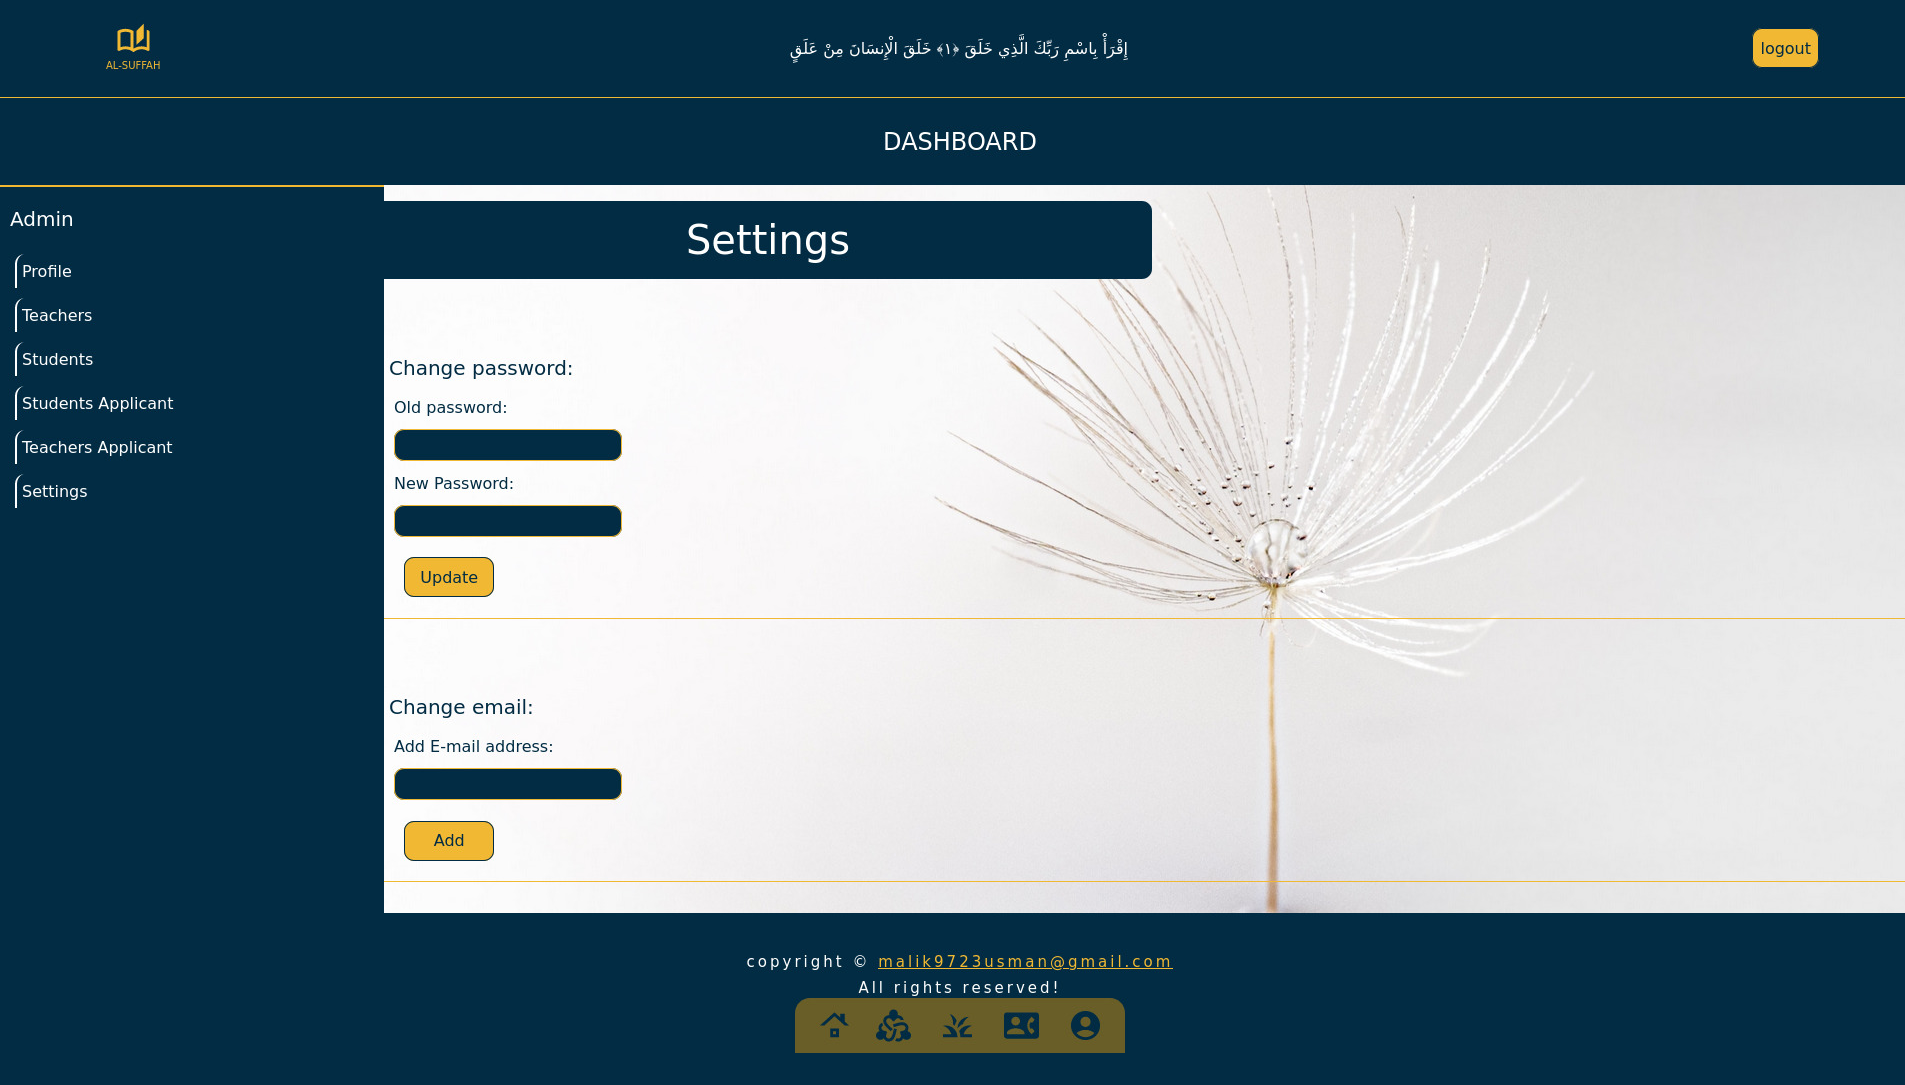 AL-SUFFAH
إِقْرَأْ بِاسْمِ رَبِّكَ الَّذِي خَلَقَ ﴿١﴾ خَلَقَ الْإِنسَانَ مِنْ عَلَقٍ
logout
DASHBOARD
Admin
Profile
Teachers
Students
Students Applicant
Teachers Applicant
Settings
Settings
Change password:
Old password:
New Password:
Update
Change email:
Add E-mail address:
Add
copyright © malik9723usman@gmail.com
All rights reserved!